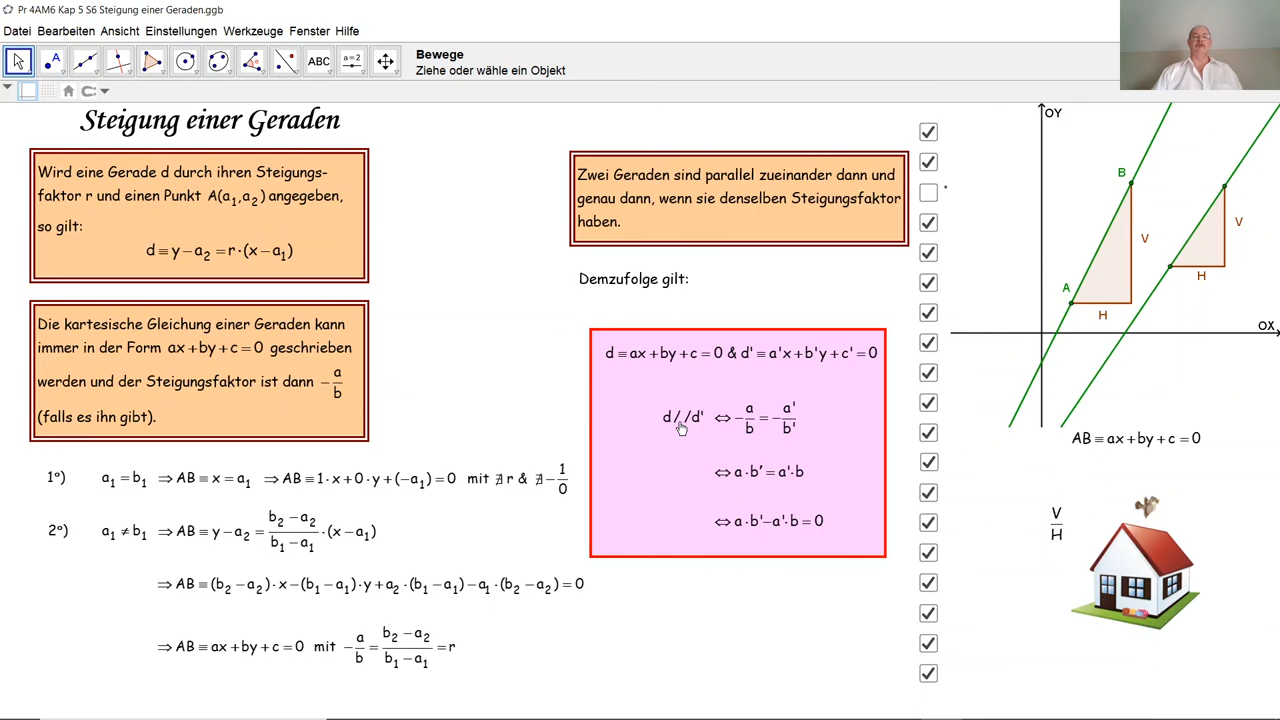 Pr 4AM6 Kap 5 S6 Steigung einer Geraden.ggb
Datei Bearbeiten Ansicht Einstellungen Werkzeuge Fenster Hilfe
A
ABC
a=2
Bewege
Ziehe oder wähle ein Objekt
Steigung einer Geraden
Wird eine Gerade d durch ihren Steigungs-
faktor r und einen Punkt A(a₁,a₂) angegeben,
so gilt:
d ≡ y−a₂ = r·(x−a₁)
Die kartesische Gleichung einer Geraden kann
immer in der Form ax+by+c=0 geschrieben
werden und der Steigungsfaktor ist dann −a/b
(falls es ihn gibt).
1°) a₁=b₁ ⇒AB≡x=a₁ ⇒AB≡1·x+0·y+(−a₁)=0 mit ∄r & ∄−1/0
2°) a₁≠b₁ ⇒AB≡y−a₂=(b₂−a₂)/(b₁−a₁)·(x−a₁)
⇒AB≡(b₂−a₂)·x−(b₁−a₁)·y+a₂·(b₁−a₁)−a₁·(b₂−a₂)=0
⇒AB≡ax+by+c=0 mit −a/b=(b₂−a₂)/(b₁−a₁)=r
Zwei Geraden sind parallel zueinander dann und
genau dann, wenn sie denselben Steigungsfaktor
haben.
Demzufolge gilt:
d≡ax+by+c=0 & d'≡a'x+b'y+c'=0
d//d' ⇔−a/b=−a'/b'
⇔a·b'=a'·b
⇔a·b'−a'·b=0
*
OY
B
V
A
H
V
H
OX
AB≡ax+by+c=0
V/H